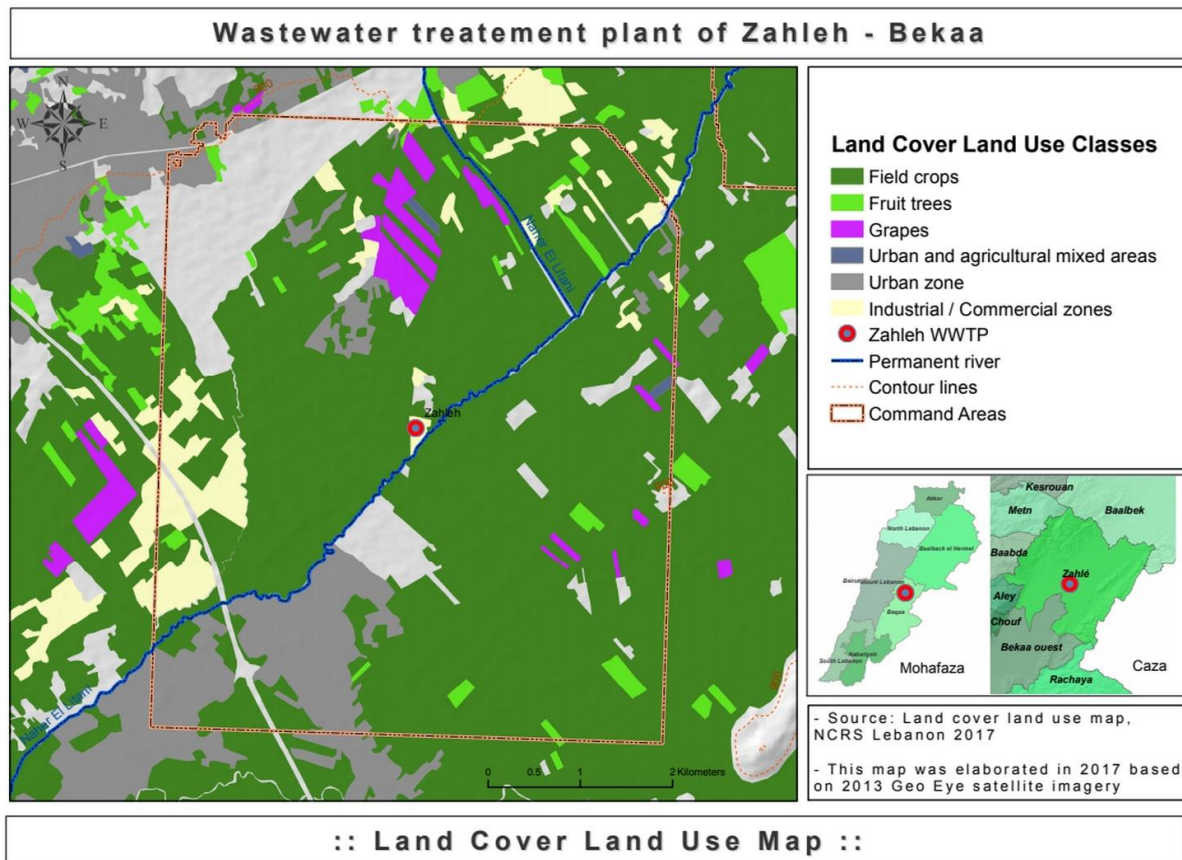 Wastewater treatement plant of Zahleh - Bekaa
N
W
E
S
Nahar El Litani
Zahleh
Nahar El Litani
0 0.5 1 2 Kilometers
Land Cover Land Use Classes
Field crops
Fruit trees
Grapes
Urban and agricultural mixed areas
Urban zone
Industrial / Commercial zones
Zahleh WWTP
Permanent river
Contour lines
Command Areas
Akkar
North Lebanon
Baalback el Hermel
Mount Lebanon
Beqaa
Nabatiyeh
South Lebanon
Mohafaza
Kesrouan
Metn
Baalbek
Baabda
Zahlé
Aley
Chouf
Bekaa ouest
Rachaya
Caza
- Source: Land cover land use map,
NCRS Lebanon 2017
- This map was elaborated in 2017 based
on 2013 Geo Eye satellite imagery
:: Land Cover Land Use Map ::